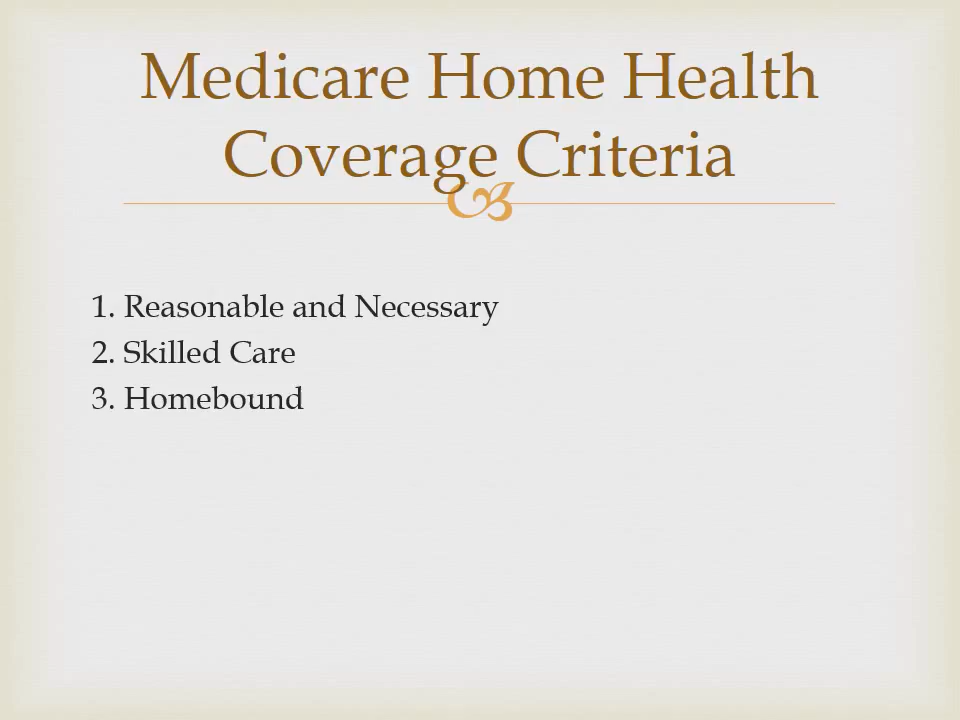 Medicare Home Health
Coverage Criteria
1. Reasonable and Necessary
2. Skilled Care
3. Homebound